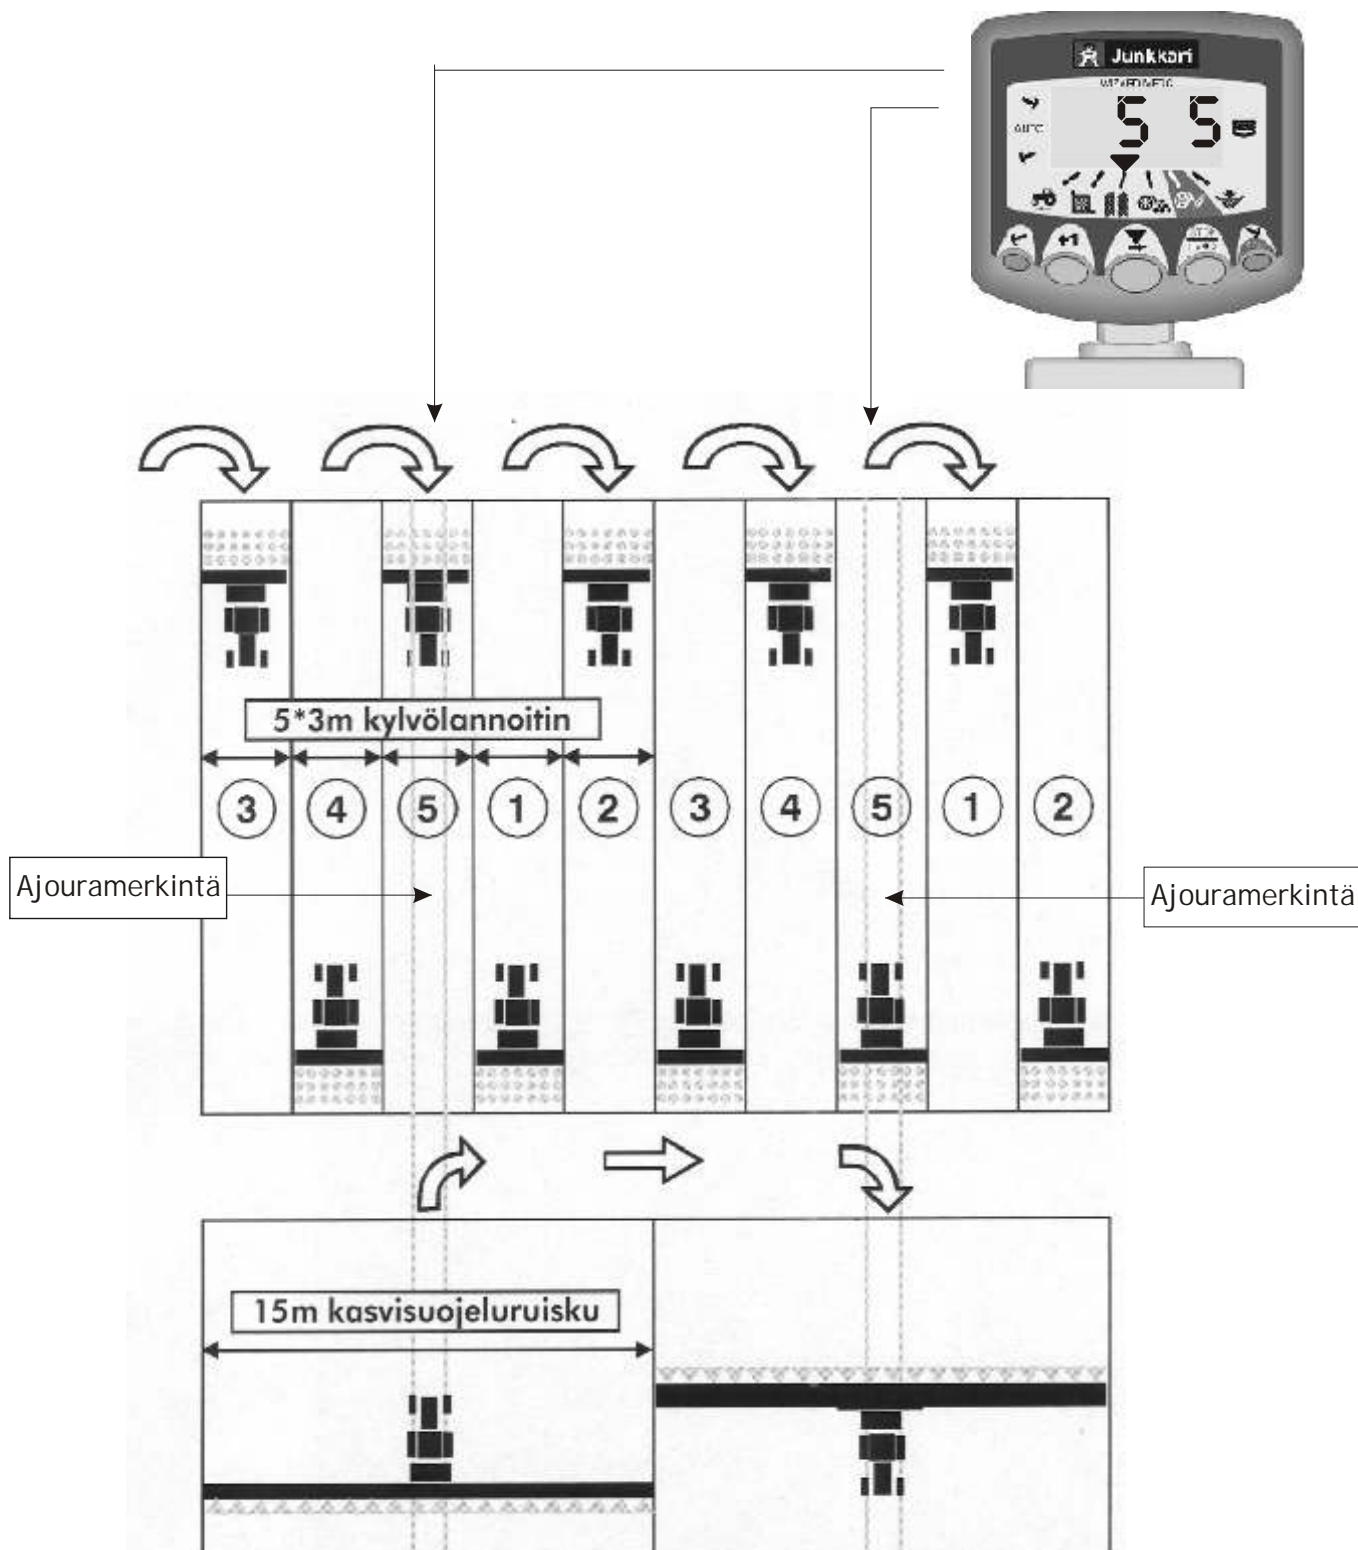 Junkkari
5 5
5*3m kylvölannoitin
3 4 5 1 2 3 4 5 1 2
Ajouramerkintä
Ajouramerkintä
15m kasvisuojeluruisku
+1